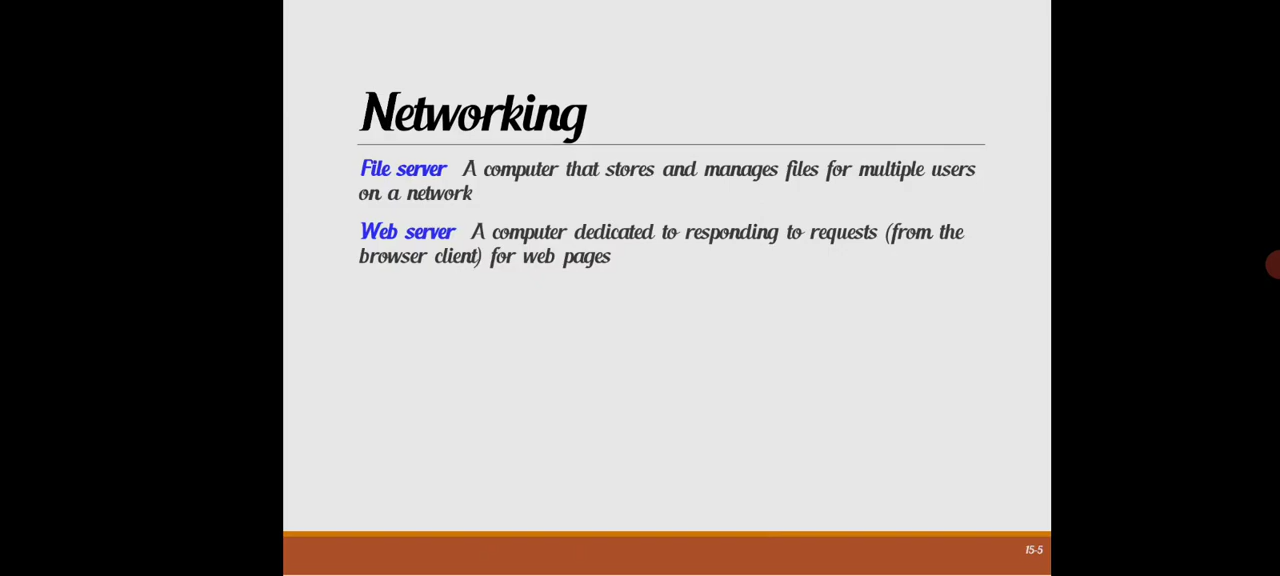 Networking
File server A computer that stores and manages files for multiple users
on a network
Web server A computer dedicated to responding to requests (from the
browser client) for web pages
15-5